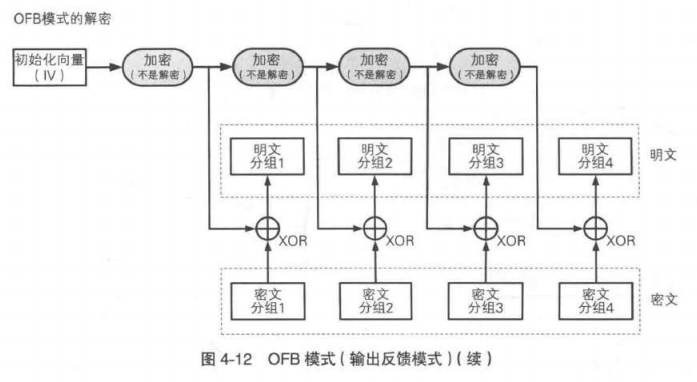 OFB模式的解密
初始化向量
（IV）
加密
（不是解密）
加密
（不是解密）
加密
（不是解密）
加密
（不是解密）
明文
分组1
明文
分组2
明文
分组3
明文
分组4
明文
XOR
XOR
XOR
XOR
密文
分组1
密文
分组2
密文
分组3
密文
分组4
密文
图 4-12 OFB 模式（输出反馈模式）（续）